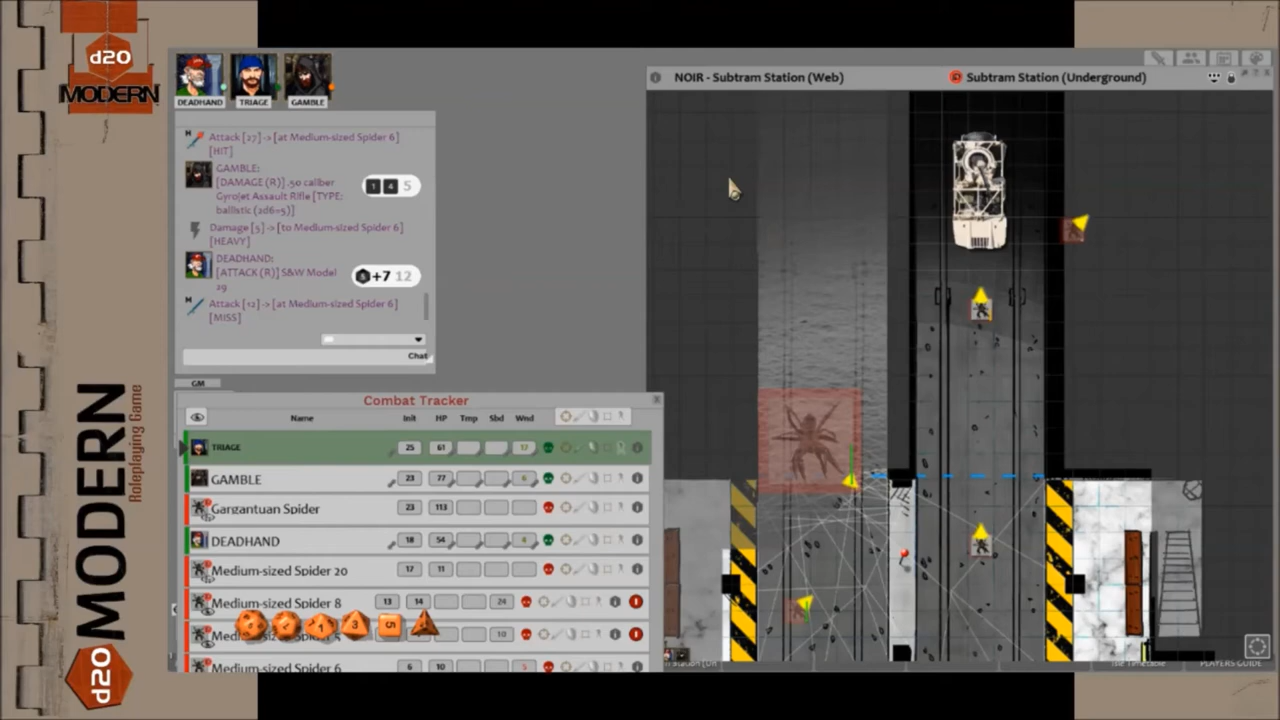 d20
MODERN
DEADHAND
TRIAGE
GAMBLE
Attack [27] -> [at Medium-sized Spider 6]
[HIT]
GAMBLE:
[DAMAGE (R)] .50 caliber
Gyrojet Assault Rifle [TYPE:
ballistic (2d6=5)]
1 4 5
Damage [5] -> [to Medium-sized Spider 6]
[HEAVY]
DEADHAND:
[ATTACK (R)] S&W Model
29
+7 12
Attack [12] -> [at Medium-sized Spider 6]
[MISS]
Chat
GM
Combat Tracker
Name Init HP Tmp Sbd Wnd
TRIAGE 25 61 17
GAMBLE 23 77 6
Gargantuan Spider 23 113
DEADHAND 18 54 4
Medium-sized Spider 20 17 11
Medium-sized Spider 8 13 14 24
10
Medium-sized Spider 6 6 10 5
NOIR - Subtram Station (Web)
Subtram Station (Underground)
PLAYERS GUIDE
MODERN
Roleplaying Game
d20